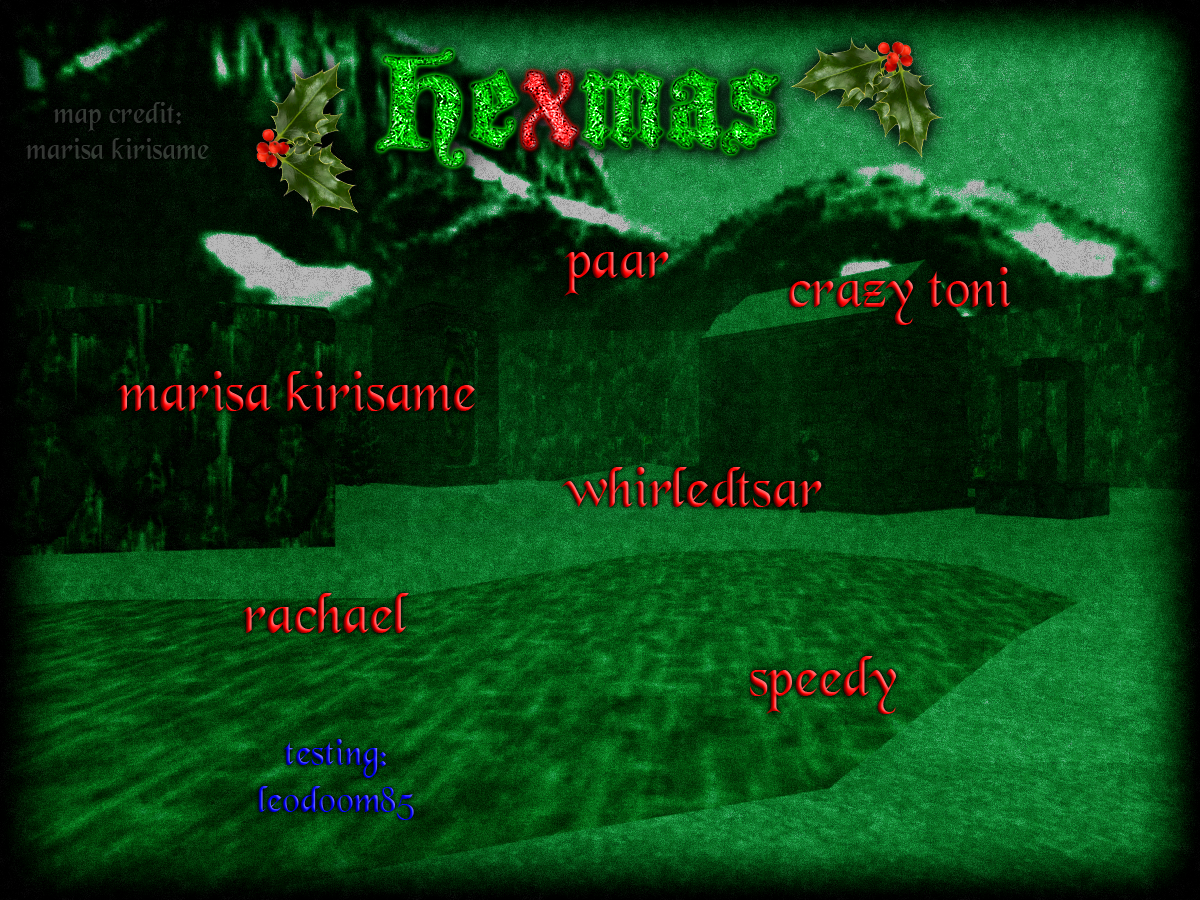 hexmas
map credit:
marisa kirisame
paar
crazy toni
marisa kirisame
whirledtsar
rachael
speedy
testing:
leodoom85